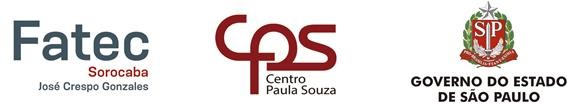 Fatec
Sorocaba
José Crespo Gonzales
cps
Centro
Paula Souza
SP
GOVERNO DO ESTADO
DE SÃO PAULO